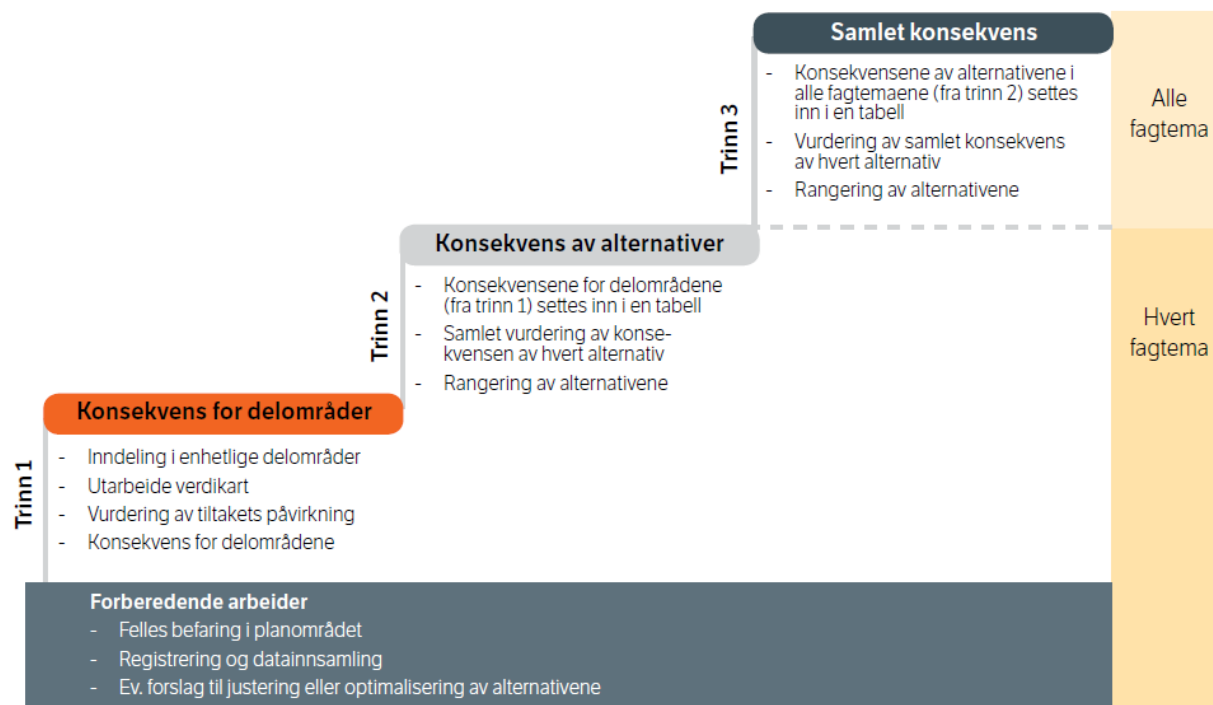 Samlet konsekvens
- Konsekvensene av alternativene i
alle fagtemaene (fra trinn 2) settes
inn i en tabell
- Vurdering av samlet konsekvens
av hvert alternativ
- Rangering av alternativene
Trinn 3
Alle
fagtema
Konsekvens av alternativer
- Konsekvensene for delområdene
(fra trinn 1) settes inn i en tabell
- Samlet vurdering av konse-
kvensen av hvert alternativ
- Rangering av alternativene
Trinn 2
Hvert
fagtema
Konsekvens for delområder
- Inndeling i enhetlige delområder
- Utarbeide verdikart
- Vurdering av tiltakets påvirkning
- Konsekvens for delområdene
Trinn 1
Forberedende arbeider
- Felles befaring i planområdet
- Registrering og datainnsamling
- Ev. forslag til justering eller optimalisering av alternativene